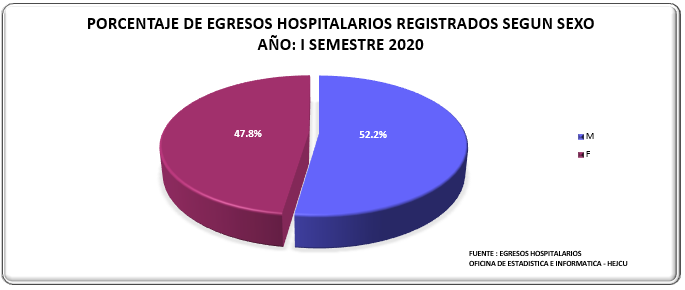 PORCENTAJE DE EGRESOS HOSPITALARIOS REGISTRADOS SEGUN SEXO
AÑO: I SEMESTRE 2020
47.8%
52.2%
M
F
FUENTE : EGRESOS HOSPITALARIOS
OFICINA DE ESTADISTICA E INFORMATICA - HEJCU